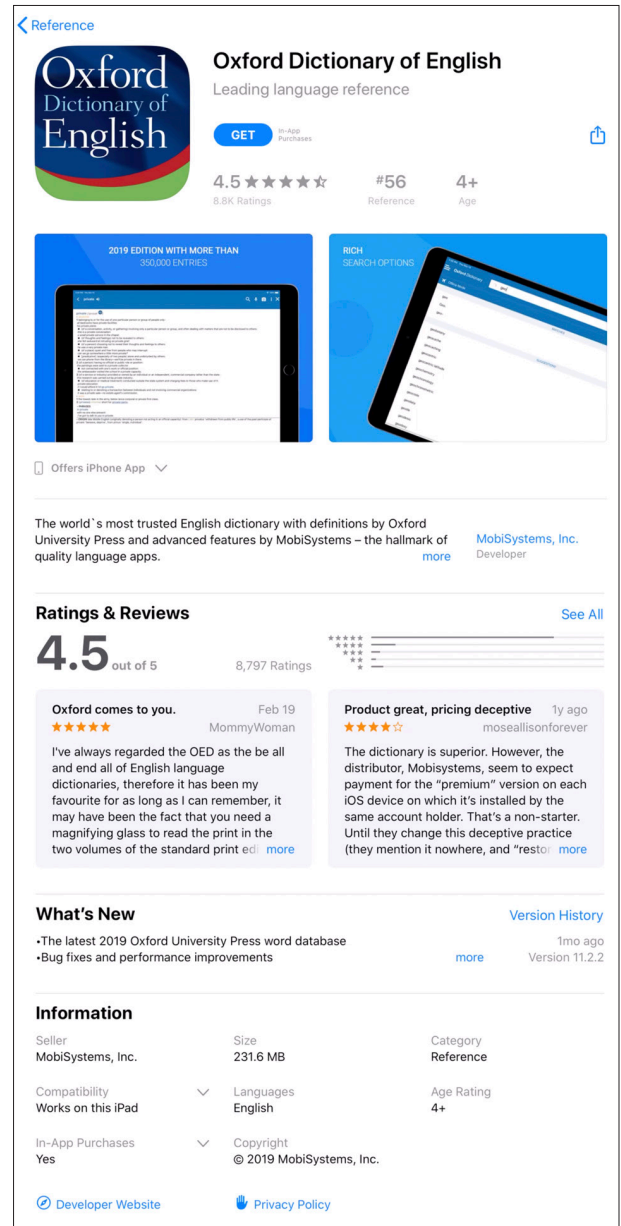 Reference
Oxford
Dictionary of
English
Oxford Dictionary of English
Leading language reference
GET
In-App
Purchases
4.5
8.8K Ratings
#56
Reference
4+
Age
2019 EDITION WITH MORE THAN
350,000 ENTRIES
RICH
SEARCH OPTIONS
Offers iPhone App
The world`s most trusted English dictionary with definitions by Oxford
University Press and advanced features by MobiSystems – the hallmark of
quality language apps.
more
MobiSystems, Inc.
Developer
Ratings & Reviews
See All
4.5 out of 5
8,797 Ratings
Oxford comes to you.
Feb 19
MommyWoman
I've always regarded the OED as the be all
and end all of English language
dictionaries, therefore it has been my
favourite for as long as I can remember, it
may have been the fact that you need a
magnifying glass to read the print in the
two volumes of the standard print edi more
Product great, pricing deceptive
1y ago
moseallisonforever
The dictionary is superior. However, the
distributor, Mobisystems, seem to expect
payment for the “premium” version on each
iOS device on which it’s installed by the
same account holder. That’s a non-starter.
Until they change this deceptive practice
(they mention it nowhere, and “restor more
What’s New
Version History
•The latest 2019 Oxford University Press word database
•Bug fixes and performance improvements
more
1mo ago
Version 11.2.2
Information
Seller
MobiSystems, Inc.
Size
231.6 MB
Category
Reference
Compatibility
Works on this iPad
Languages
English
Age Rating
4+
In-App Purchases
Yes
Copyright
© 2019 MobiSystems, Inc.
Developer Website
Privacy Policy